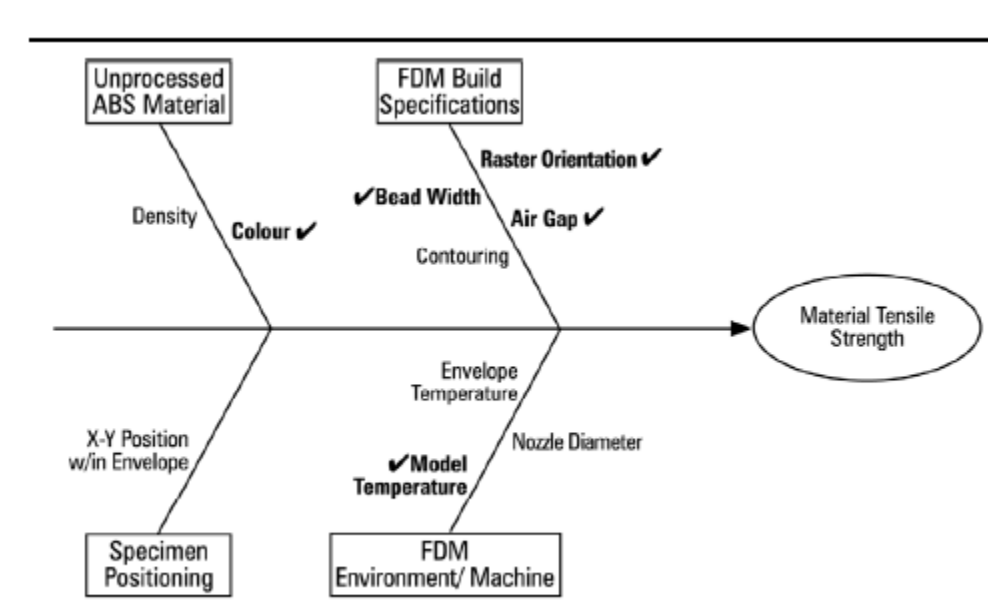 Unprocessed
ABS Material
FDM Build
Specifications
Raster Orientation ✔
✔Bead Width
Density
Colour ✔
Air Gap ✔
Contouring
Material Tensile
Strength
Envelope
Temperature
X-Y Position
w/in Envelope
Nozzle Diameter
✔Model
Temperature
Specimen
Positioning
FDM
Environment/ Machine